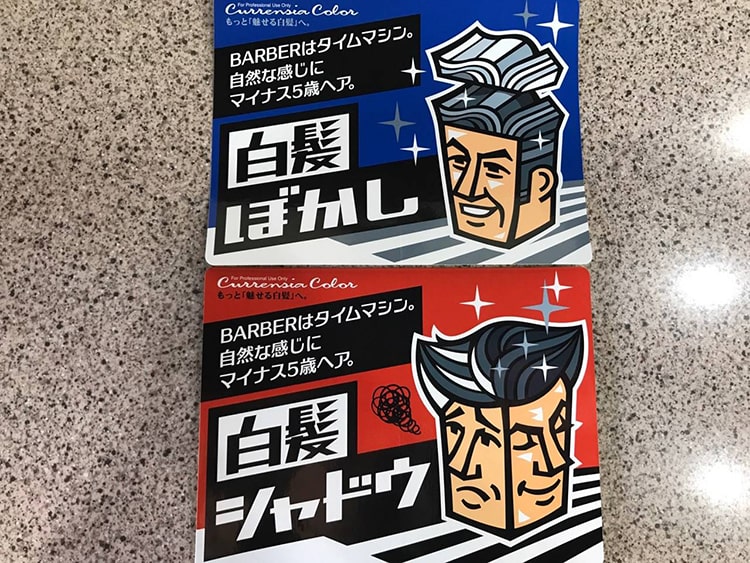 For Professional Use Only
Currensia Color
もっと「魅せる白髪」へ。
BARBERはタイムマシン。
自然な感じに
マイナス5歳ヘア。
白髪
ぼかし
For Professional Use Only
Currensia Color
もっと「魅せる白髪」へ。
BARBERはタイムマシン。
自然な感じに
マイナス5歳ヘア。
白髪
シャドウ